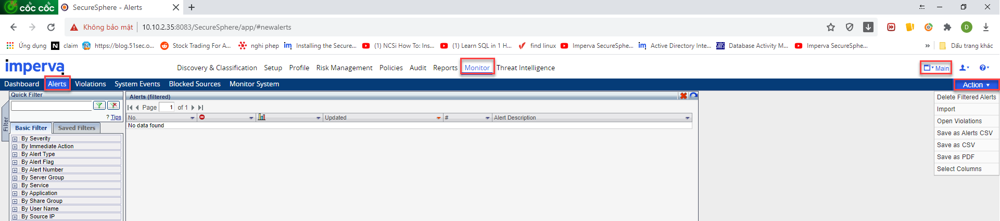 CỐC CỐC
SecureSphere - Alerts
Không bảo mật
10.10.2.35:8083/SecureSphere/app/#newalerts
D
Ứng dụng
claim
https://blog.51sec.o...
Stock Trading For A...
nghi phep
Installing the Secure...
(1) NCSi How To: Ins...
(1) Learn SQL in 1 H...
find linux
Imperva SecureSphe...
Active Directory Inte...
Database Activity M...
Imperva SecureSphe...
Dấu trang khác
imperva
Discovery & Classification
Setup
Profile
Risk Management
Policies
Audit
Reports
Monitor
Threat Intelligence
Main
Dashboard
Alerts
Violations
System Events
Blocked Sources
Monitor System
Action
Filter
Quick Filter
? Tips
Basic Filter
Saved Filters
By Severity
By Immediate Action
By Alert Type
By Alert Flag
By Alert Number
By Server Group
By Service
By Application
By Share Group
By User Name
By Source IP
Alerts (filtered)
Page 1 of 1
No.
Updated
#
Alert Description
No data found
Delete Filtered Alerts
Import
Open Violations
Save as Alerts CSV
Save as CSV
Save as PDF
Select Columns